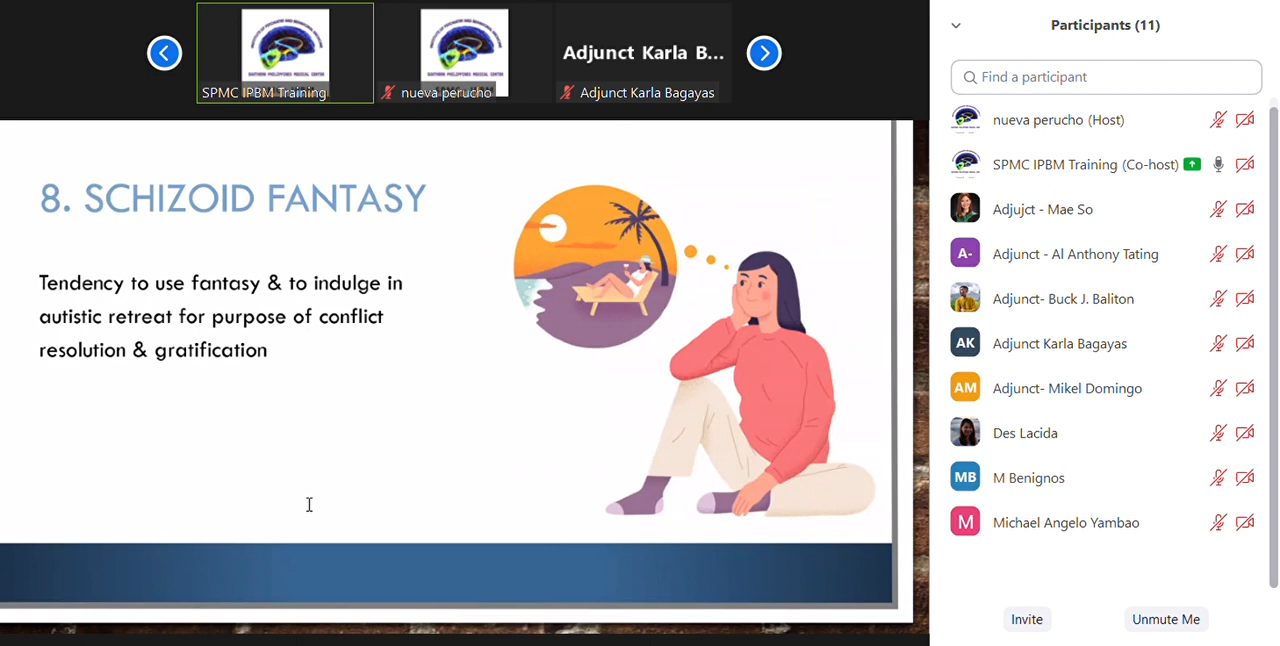 SPMC IPBM Training
nueva perucho
Adjunct Karla B...
Adjunct Karla Bagayas
8. SCHIZOID FANTASY
Tendency to use fantasy & to indulge in
autistic retreat for purpose of conflict
resolution & gratification
Participants (11)
Find a participant
nueva perucho (Host)
SPMC IPBM Training (Co-host)
Adjujct - Mae So
A-
Adjunct - Al Anthony Tating
Adjunct- Buck J. Baliton
AK
Adjunct Karla Bagayas
AM
Adjunct- Mikel Domingo
Des Lacida
MB
M Benignos
M
Michael Angelo Yambao
Invite
Unmute Me